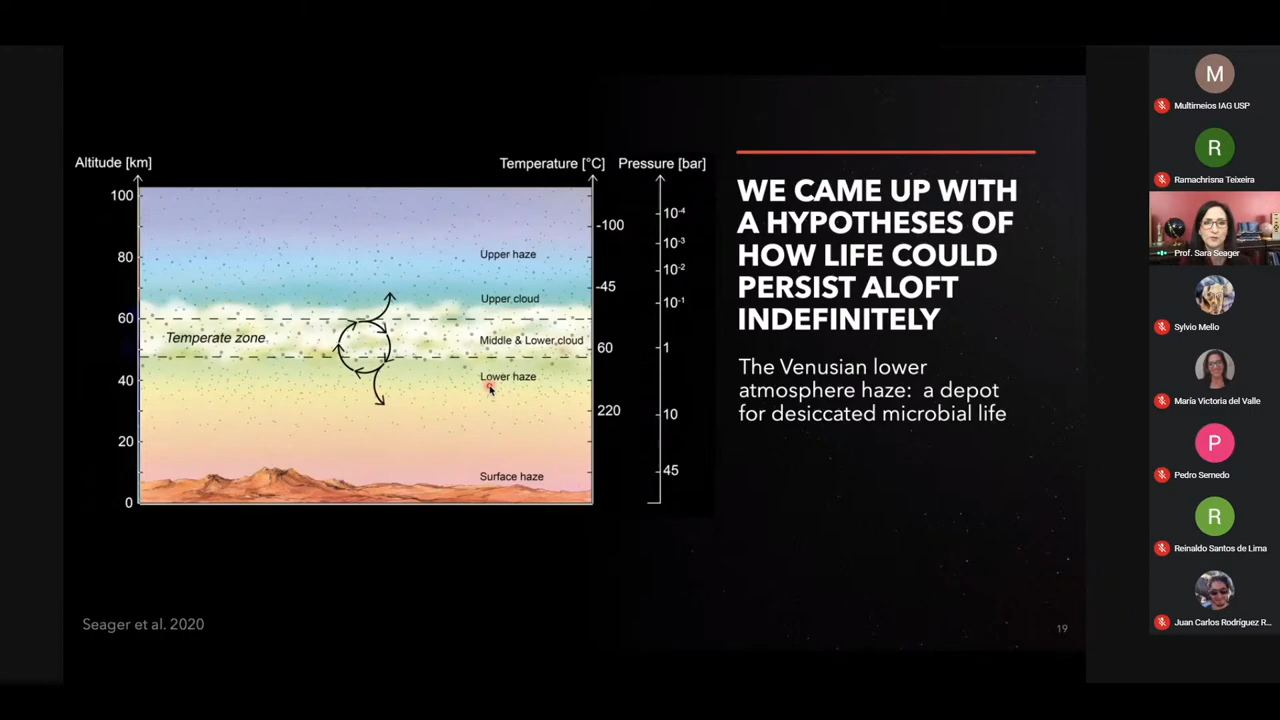 Altitude [km]
Temperature [°C]
Pressure [bar]
100
80
60
40
20
0
Upper haze
Upper cloud
Temperate zone
Middle & Lower cloud
Lower haze
Surface haze
-100
-45
60
220
10-4
10-3
10-2
10-1
1
10
45
WE CAME UP WITH
A HYPOTHESES OF
HOW LIFE COULD
PERSIST ALOFT
INDEFINITELY
The Venusian lower
atmosphere haze: a depot
for desiccated microbial life
Seager et al. 2020
19
M
Multimeios IAG USP
R
Ramachrisna Teixeira
Prof. Sara Seager
Sylvio Mello
María Victoria del Valle
P
Pedro Semedo
R
Reinaldo Santos de Lima
Juan Carlos Rodríguez R...